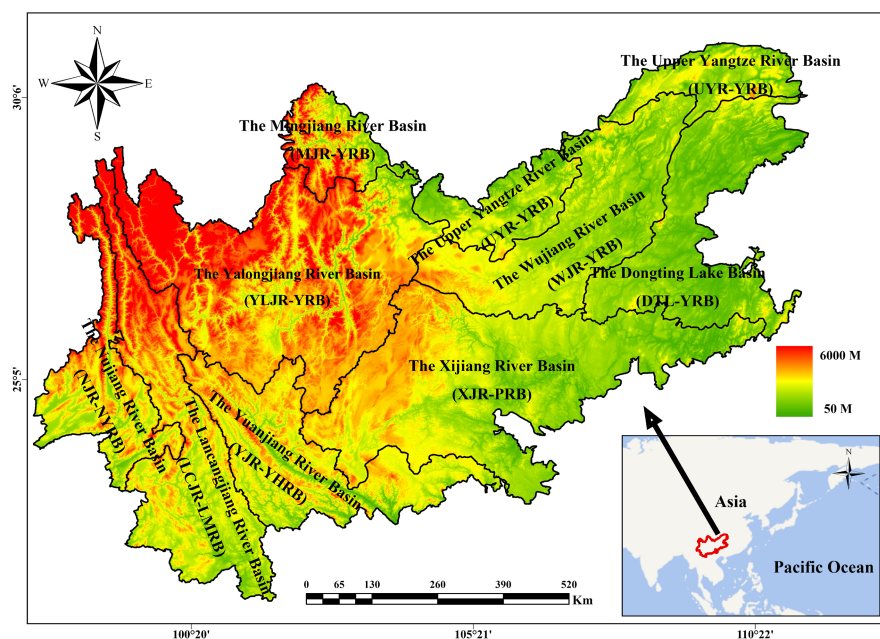 N
W E
S
30°6'
25°5'
The Upper Yangtze River Basin
(UYR-YRB)
The Mingjiang River Basin
(MJR-YRB)
The Upper Yangtze River Basin
(UYR-YRB)
The Wujiang River Basin
(WJR-YRB)
The Dongting Lake Basin
(DTL-YRB)
The Yalongjiang River Basin
(YLJR-YRB)
The Xijiang River Basin
(XJR-PRB)
The Nujiang River Basin
(NJR-NYRB)
The Lancangjiang River Basin
(LCJR-LMRB)
The Yuanjiang River Basin
(YJR-YHRB)
6000 M
50 M
N
Asia
Pacific Ocean
0 65 130 260 390 520
Km
100°20' 105°21' 110°22'